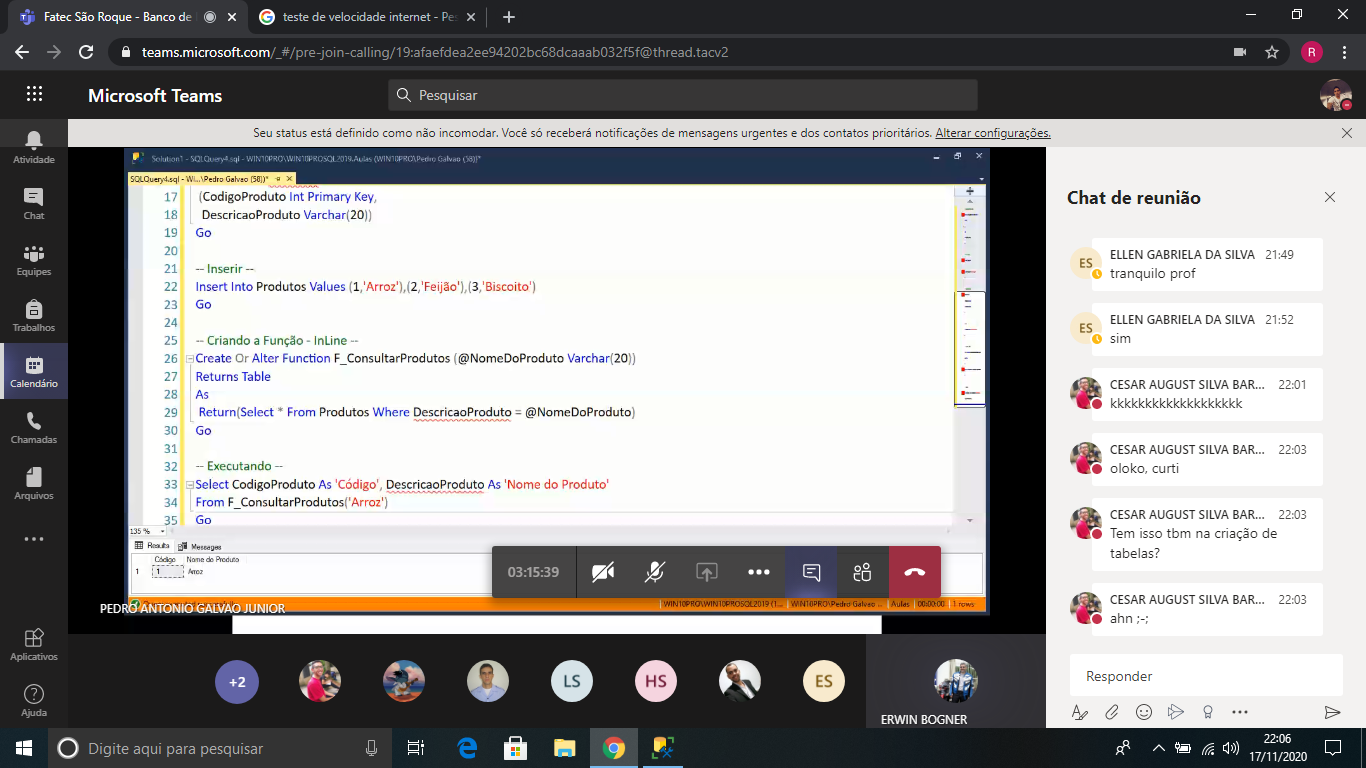 Fatec São Roque - Banco de
teste de velocidade internet - Pes
teams.microsoft.com/_#/pre-join-calling/19:afaefdea2ee94202bc68dcaaab032f5f@thread.tacv2
R
Microsoft Teams
Pesquisar
Seu status está definido como não incomodar. Você só receberá notificações de mensagens urgentes e dos contatos prioritários. Alterar configurações.
Atividade
Chat
Equipes
Trabalhos
Calendário
Chamadas
Arquivos
Aplicativos
Ajuda
Solution1 - SQLQuery4.sql - WIN10PRO\WIN10PROSQL2019.Aulas (WIN10PRO\Pedro Galvao (58))*
SQLQuery4.sql - WI...\Pedro Galvao (58))*
17 (CodigoProduto Int Primary Key,
18 DescricaoProduto Varchar(20))
19 Go
20
21 -- Inserir --
22 Insert Into Produtos Values (1,'Arroz'),(2,'Feijão'),(3,'Biscoito')
23 Go
24
25 -- Criando a Função - InLine --
26 Create Or Alter Function F_ConsultarProdutos (@NomeDoProduto Varchar(20))
27 Returns Table
28 As
29 Return(Select * From Produtos Where DescricaoProduto = @NomeDoProduto)
30 Go
31
32 -- Executando --
33 Select CodigoProduto As 'Código', DescricaoProduto As 'Nome do Produto'
34 From F_ConsultarProdutos('Arroz')
35 Go
135 %
Results Messages
Código Nome do Produto
1 1 Arroz
03:15:39
PEDRO ANTONIO GALVAO JUNIOR
WIN10PRO\WIN10PROSQL2019 (1... WIN10PRO\Pedro Galvao ... Aulas 00:00:00 1 rows
+2
LS
HS
ES
ERWIN BOGNER
Chat de reunião
ES
ELLEN GABRIELA DA SILVA 21:49
tranquilo prof
ES
ELLEN GABRIELA DA SILVA 21:52
sim
CESAR AUGUST SILVA BAR... 22:01
kkkkkkkkkkkkkkkkkkk
CESAR AUGUST SILVA BAR... 22:03
oloko, curti
CESAR AUGUST SILVA BAR... 22:03
Tem isso tbm na criação de
tabelas?
CESAR AUGUST SILVA BAR... 22:03
ahn ;-;
Responder
Digite aqui para pesquisar
22:06
17/11/2020